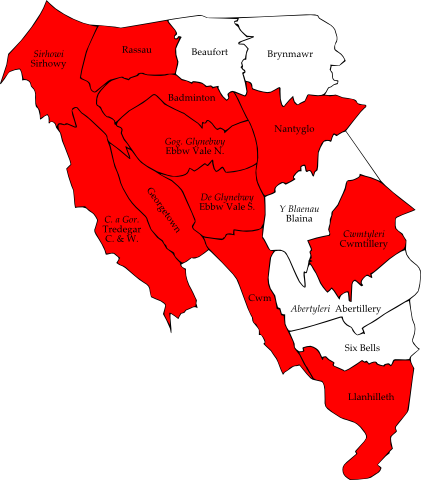 Sirhowi
Sirhowy
Rassau
Beaufort
Brynmawr
Badminton
Nantyglo
Gog. Glynebwy
Ebbw Vale N.
De Glynebwy
Ebbw Vale S.
Georgetown
C. a Gor.
Tredegar
C. & W.
Y Blaenau
Blaina
Cwmtyleri
Cwmtillery
Cwm
Abertyleri Abertillery
Six Bells
Llanhilleth